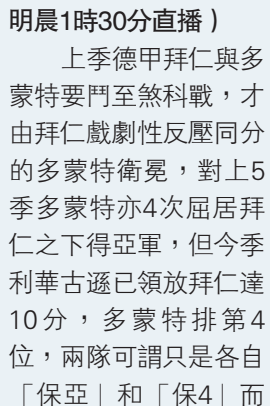 明晨1時30分直播）
上季德甲拜仁與多
蒙特要鬥至煞科戰，才
由拜仁戲劇性反壓同分
的多蒙特衛冕，對上5
季多蒙特亦4次屈居拜
仁之下得亞軍，但今季
利華古遜已領放拜仁達
10分，多蒙特排第4
位，兩隊可謂只是各自
「保亞」和「保4」而